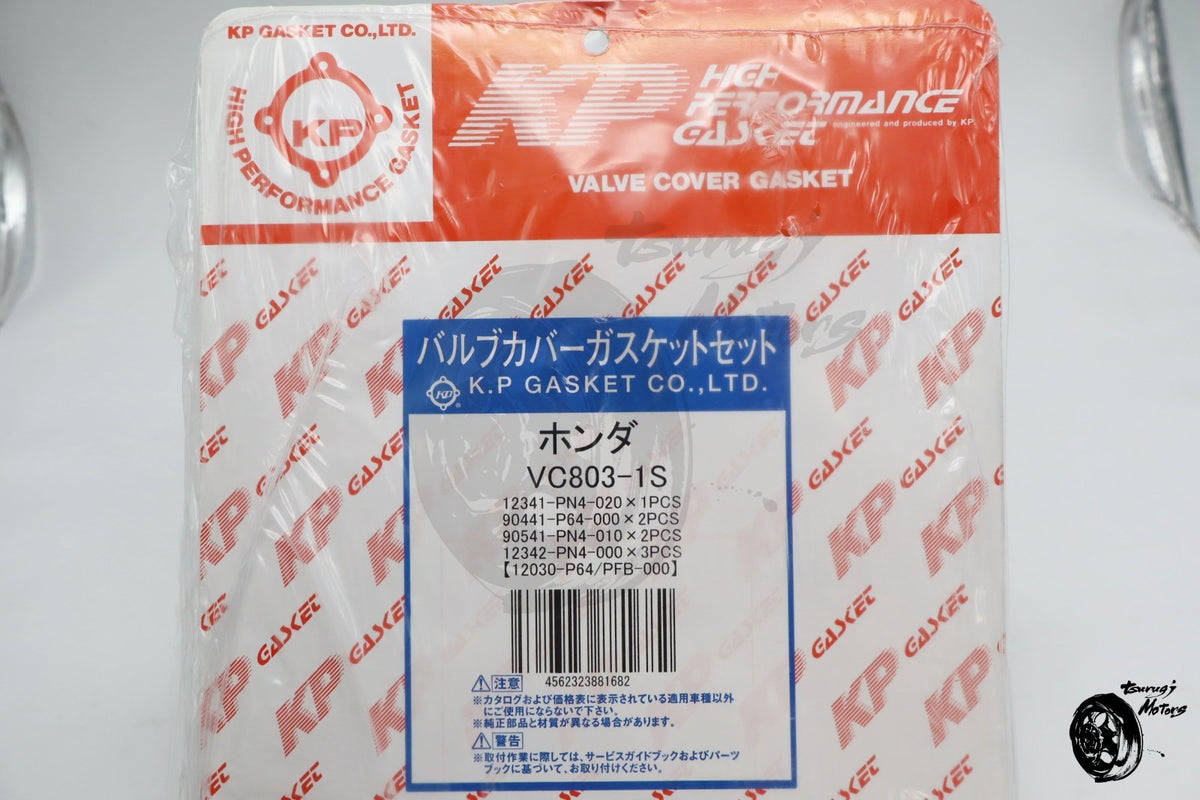 KP GASKET CO.,LTD.
KP
HIGH PERFORMANCE GASKET
KP
HIGH
PERFORMANCE
GASKET
engineered and produced by KP.
VALVE COVER GASKET
tsurugi
Motors
KP GASKET
バルブカバーガスケットセット
KP
®
K.P GASKET CO.,LTD.
ホンダ
VC803-1S
12341-PN4-020×1PCS
90441-P64-000×2PCS
90541-PN4-010×2PCS
12342-PN4-000×3PCS
【12030-P64/PFB-000】
4562323881682
注意
※カタログおよび価格表に表示されている適用車種以外
にご使用にならないで下さい。
※純正部品と材質が異なる場合があります。
警告
※取付作業に際しては、サービスガイドブックおよびパーツ
ブックに基づいて、お取り付けください。
tsurugi
Motors